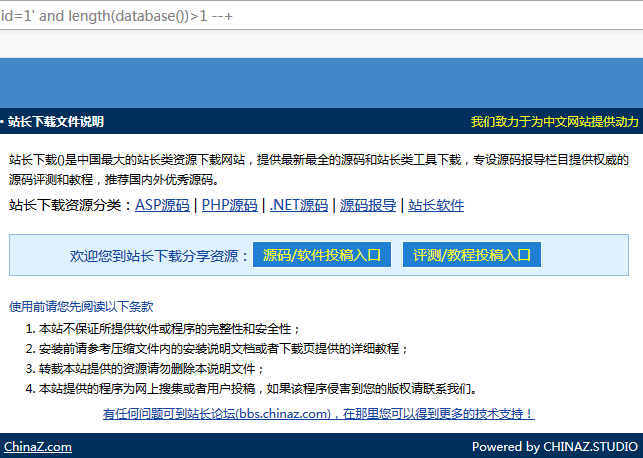 id=1' and length(database())>1 --+
• 站长下载文件说明 我们致力于为中文网站提供动力
站长下载()是中国最大的站长类资源下载网站，提供最新最全的源码和站长类工具下载，专设源码报导栏目提供权威的
源码评测和教程，推荐国内外优秀源码。
站长下载资源分类：ASP源码 | PHP源码 | .NET源码 | 源码报导 | 站长软件
欢迎您到站长下载分享资源： 源码/软件投稿入口 评测/教程投稿入口
使用前请您先阅读以下条款
1. 本站不保证所提供软件或程序的完整性和安全性；
2. 安装前请参考压缩文件内的安装说明文档或者下载页提供的详细教程；
3. 转载本站提供的资源请勿删除本说明文件；
4. 本站提供的程序为网上搜集或者用户投稿，如果该程序侵害到您的版权请联系我们。
有任何问题可到站长论坛(bbs.chinaz.com)，在那里您可以得到更多的技术支持！
ChinaZ.com Powered by CHINAZ.STUDIO